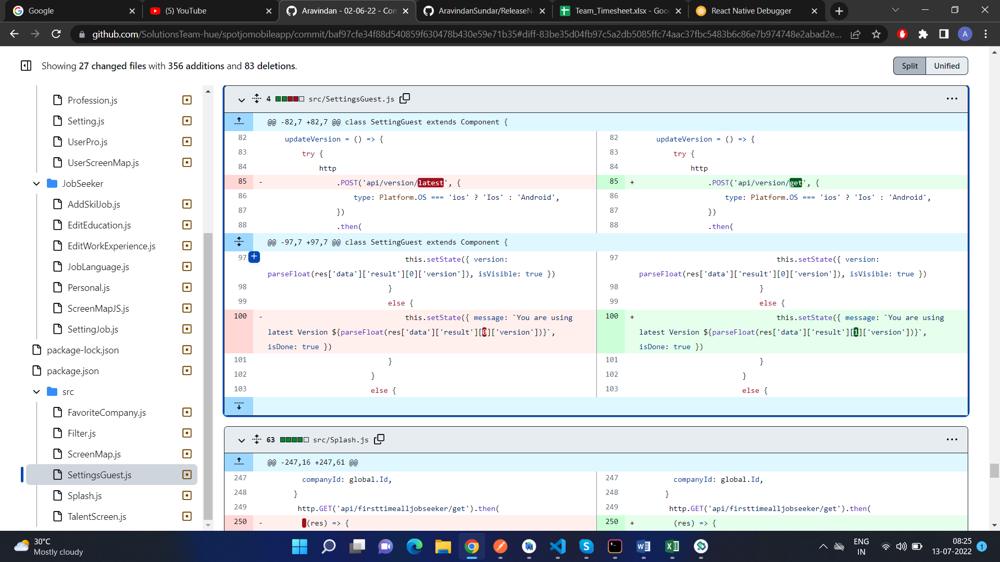 Google
(5) YouTube
Aravindan - 02-06-22 - Com
AravindanSundar/ReleaseNo
Team_Timesheet.xlsx - Goo
React Native Debugger
github.com/SolutionsTeam-hue/spotjomobileapp/commit/baf97cfe34f88d540859f630478b430e59e71b35#diff-83be35d04fb97c5a2db5085ffc74aac37fbc5483b6c86e7b974748e2abad2e...
A
Showing 27 changed files with 356 additions and 83 deletions.
Split
Unified
Profession.js
Setting.js
UserPro.js
UserScreenMap.js
JobSeeker
AddSkilJob.js
EditEducation.js
EditWorkExperience.js
JobLanguage.js
Personal.js
ScreenMapJS.js
SettingJob.js
package-lock.json
package.json
src
FavoriteCompany.js
Filter.js
ScreenMap.js
SettingsGuest.js
Splash.js
TalentScreen.js
4 src/SettingsGuest.js
@@ -82,7 +82,7 @@ class SettingGuest extends Component {
82 updateVersion = () => {
83 try {
84 http
85 - .POST('api/version/latest', {
86 type: Platform.OS === 'ios' ? 'Ios' : 'Android',
87 })
88 .then(
82 updateVersion = () => {
83 try {
84 http
85 + .POST('api/version/get', {
86 type: Platform.OS === 'ios' ? 'Ios' : 'Android',
87 })
88 .then(
@@ -97,7 +97,7 @@ class SettingGuest extends Component {
97 this.setState({ version:
parseFloat(res['data']['result'][0]['version']), isVisible: true })
98 }
99 else {
100 - this.setState({ message: `You are using
latest Version ${parseFloat(res['data']['result'][0]['version'])}`,
isDone: true })
101 }
102 }
103 else {
97 this.setState({ version:
parseFloat(res['data']['result'][0]['version']), isVisible: true })
98 }
99 else {
100 + this.setState({ message: `You are using
latest Version ${parseFloat(res['data']['result'][1]['version'])}`,
isDone: true })
101 }
102 }
103 else {
63 src/Splash.js
@@ -247,16 +247,61 @@
247 companyId: global.Id,
248 }
249 http.GET('api/firsttimealljobseeker/get').then(
250 - (res) => {
247 companyId: global.Id,
248 }
249 http.GET('api/firsttimealljobseeker/get').then(
250 + (res) => {
30°C
Mostly cloudy
ENG
IN
08:25
13-07-2022
1